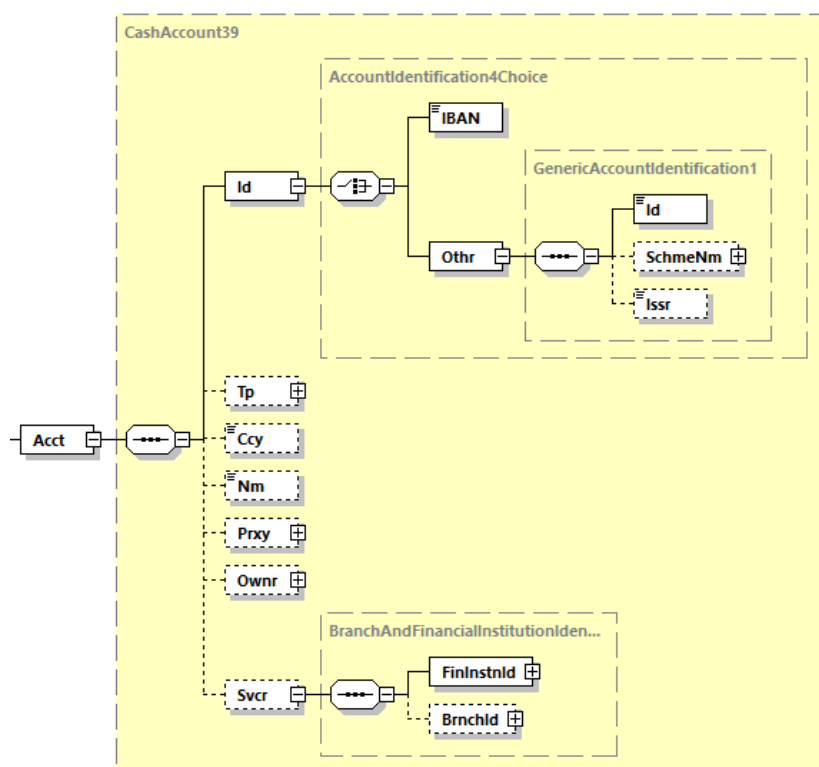 CashAccount39
AccountIdentification4Choice
IBAN
GenericAccountIdentification1
Id
Id
Othr
SchmeNm
Issr
Tp
Ccy
Acct
Nm
Prxy
Ownr
BranchAndFinancialInstitutionIden...
FinInstnId
Svcr
BrnchId